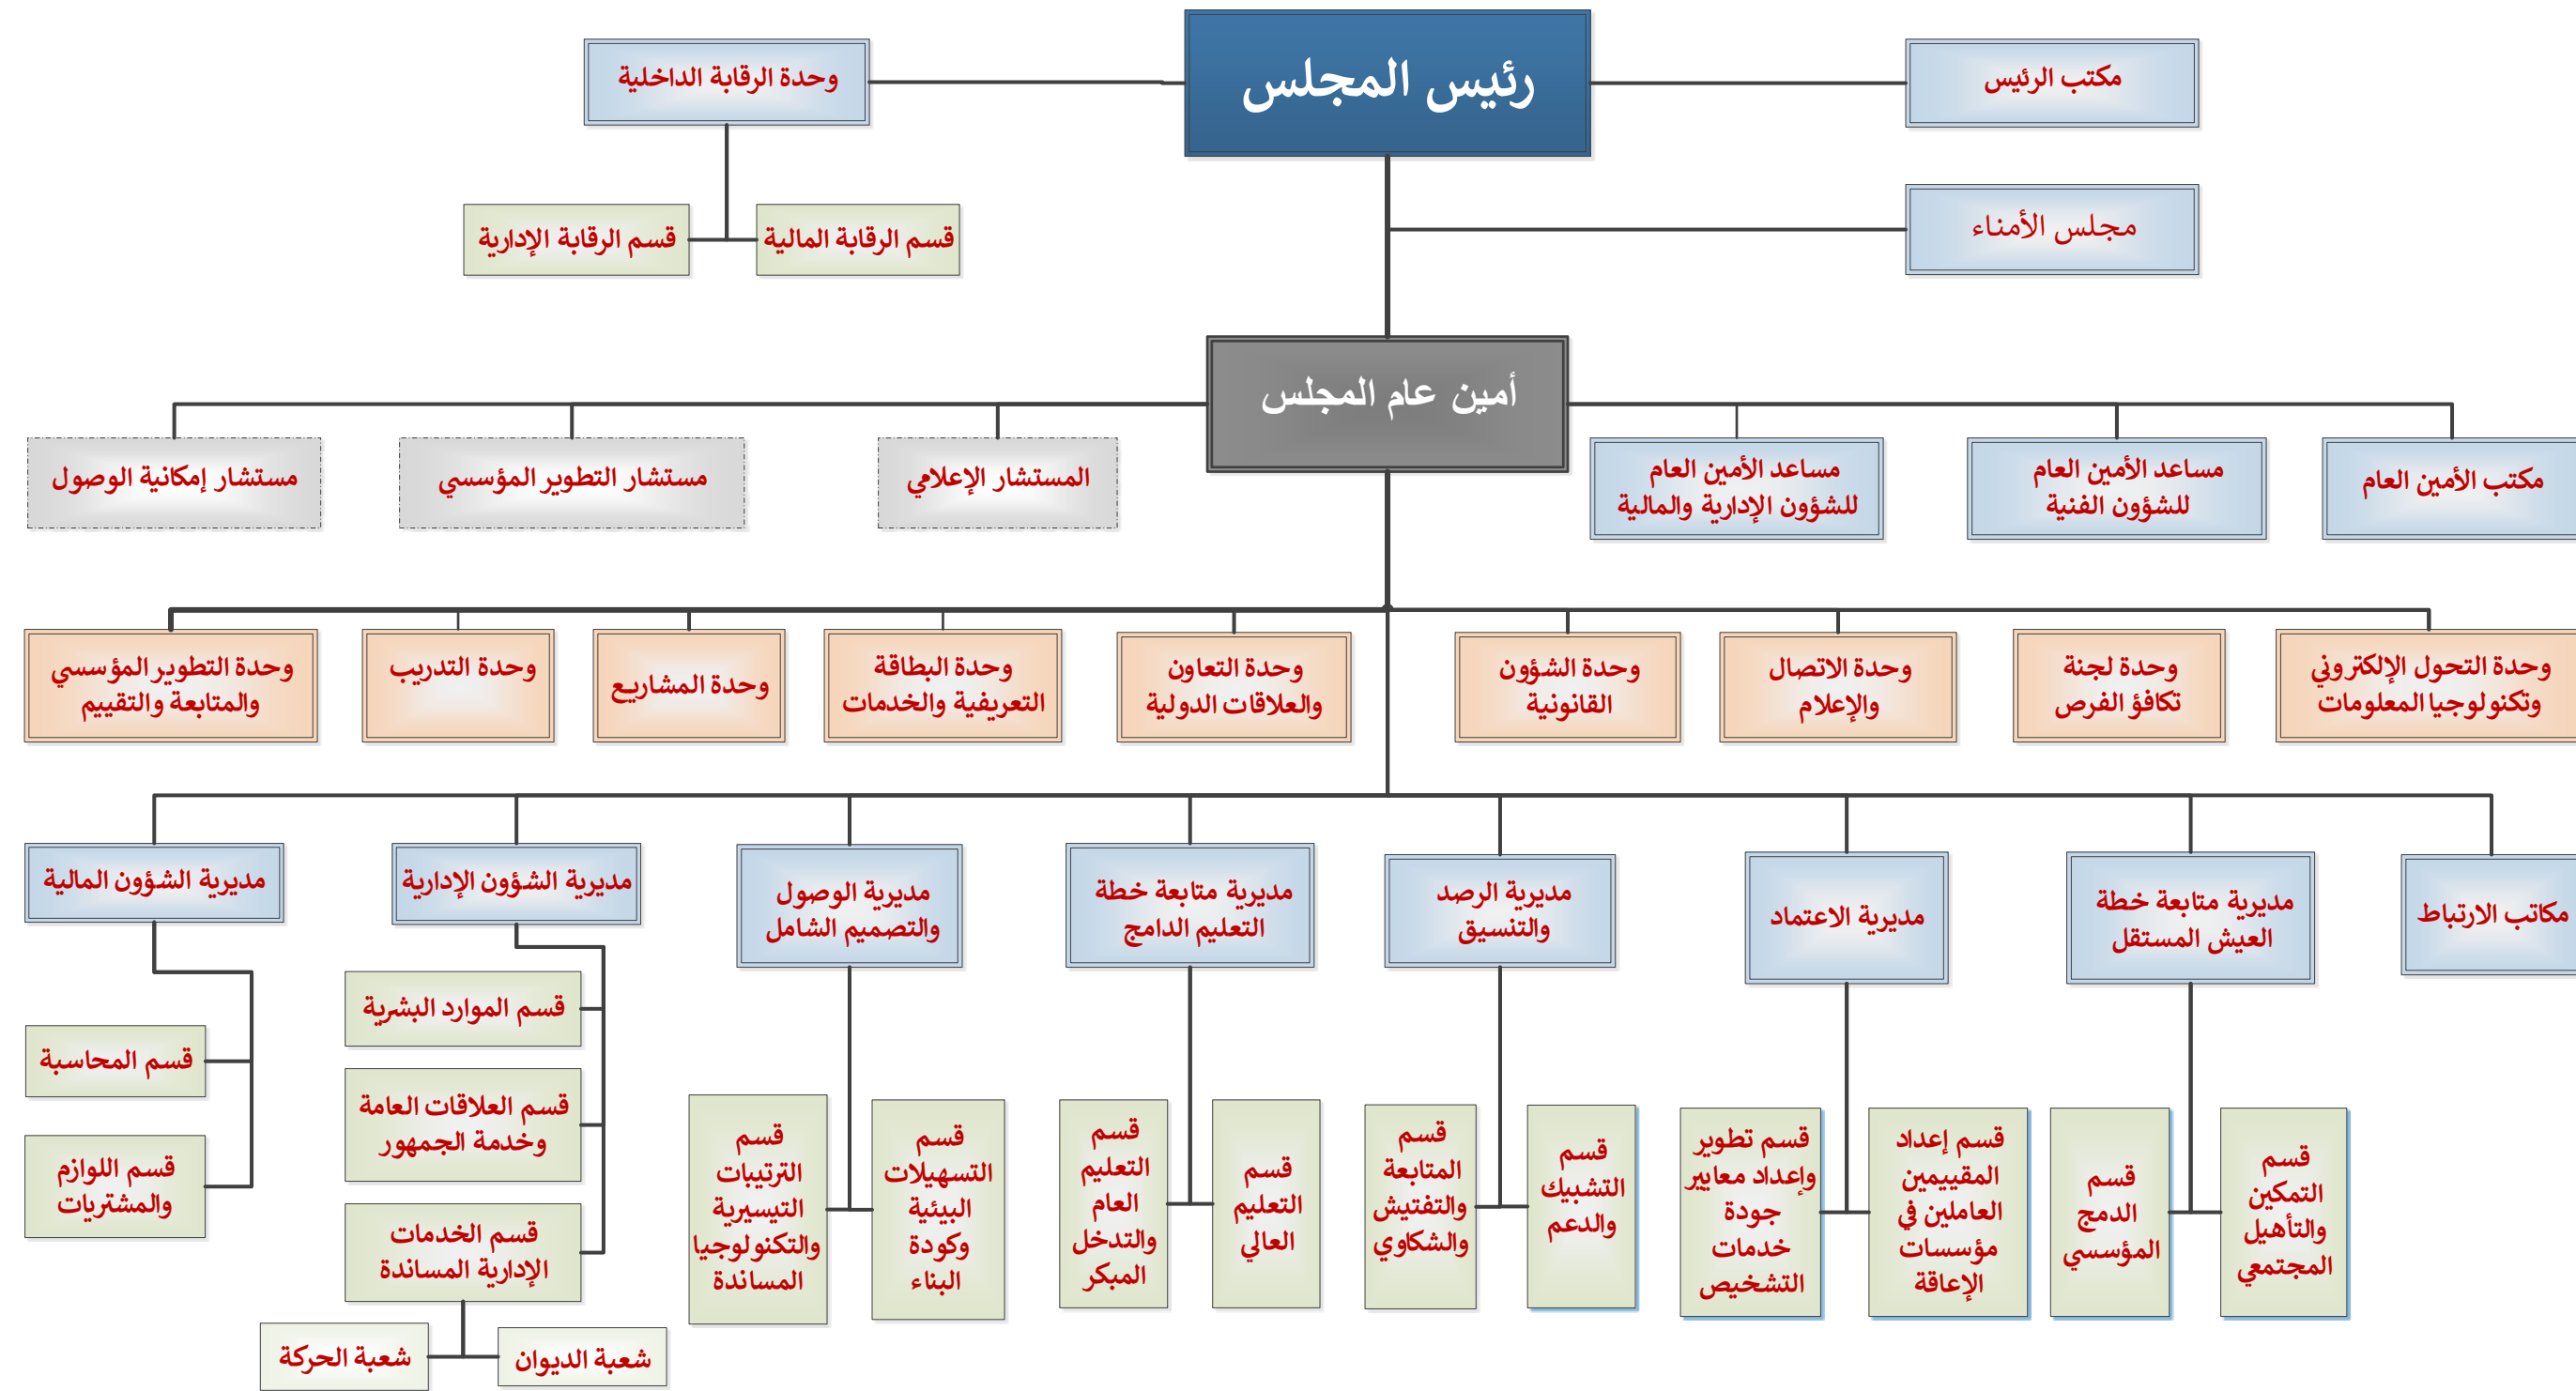 رئيس المجلس
مكتب الرئيس
وحدة الرقابة الداخلية
مجلس الأمناء
قسم الرقابة المالية
قسم الرقابة الإدارية
أمين عام المجلس
مكتب الأمين العام
مساعد الأمين العام
للشؤون الفنية
مساعد الأمين العام
للشؤون الإدارية والمالية
المستشار الإعلامي
مستشار التطوير المؤسسي
مستشار إمكانية الوصول
وحدة التحول الإلكتروني
وتكنولوجيا المعلومات
وحدة لجنة
تكافؤ الفرص
وحدة الاتصال
والإعلام
وحدة الشؤون
القانونية
وحدة التعاون
والعلاقات الدولية
وحدة البطاقة
التعريفية والخدمات
وحدة المشاريع
وحدة التدريب
وحدة التطوير المؤسسي
والمتابعة والتقييم
مكاتب الارتباط
مديرية متابعة خطة
العيش المستقل
مديرية الاعتماد
مديرية الرصد
والتنسيق
مديرية متابعة خطة
التعليم الدامج
مديرية الوصول
والتصميم الشامل
مديرية الشؤون الإدارية
مديرية الشؤون المالية
قسم
التمكين
والتأهيل
المجتمعي
قسم
الدمج
المؤسسي
قسم إعداد
المقييمين
العاملين في
مؤسسات
الإعاقة
قسم تطوير
وإعداد معايير
جودة
خدمات
التشخيص
قسم
التشبيك
والدعم
قسم
المتابعة
والتفتيش
والشكاوي
قسم
التعليم
العالي
قسم
التعليم
العام
والتدخل
المبكر
قسم
التسهيلات
البيئية
وكودة
البناء
قسم
الترتيبات
التيسيرية
والتكنولوجيا
المساندة
قسم الموارد البشرية
قسم العلاقات العامة
وخدمة الجمهور
قسم الخدمات
الإدارية المساندة
شعبة الديوان
شعبة الحركة
قسم المحاسبة
قسم اللوازم
والمشتريات